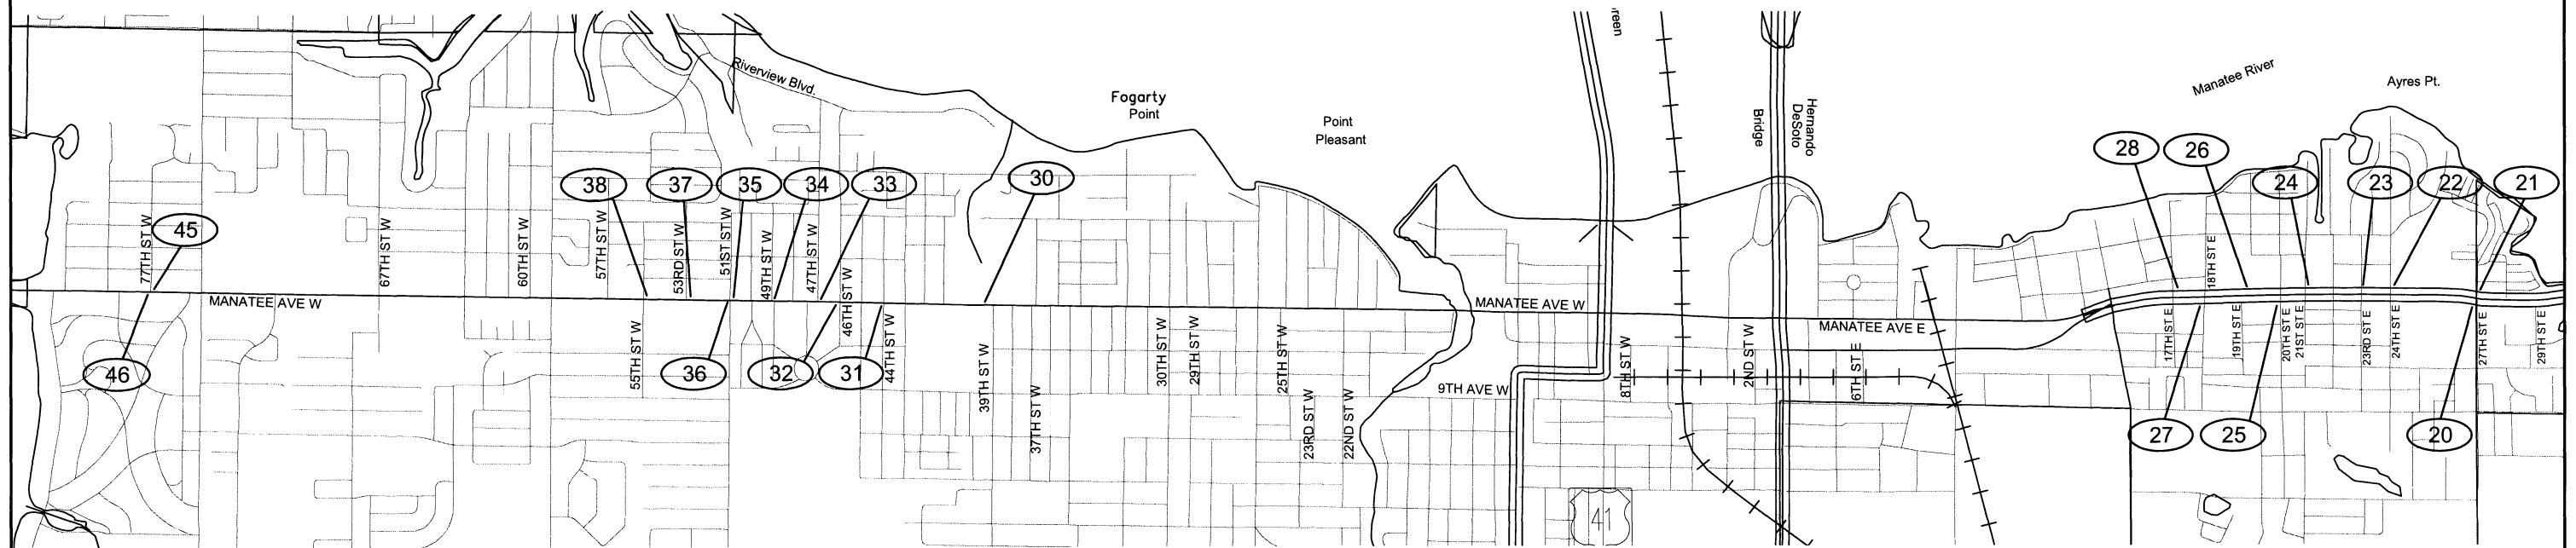 reen
Riverview Blvd.
Fogarty
Point
Point
Pleasant
Hernando
DeSoto
Bridge
Manatee River
Ayres Pt.
28
26
38
37
35
34
33
30
24
23
22
21
45
77TH ST W
67TH ST W
60TH ST W
57TH ST W
53RD ST W
51ST ST W
49TH ST W
47TH ST W
46TH ST W
18TH ST E
MANATEE AVE W
MANATEE AVE W
MANATEE AVE E
46
55TH ST W
36
32
31
44TH ST W
39TH ST W
37TH ST W
30TH ST W
29TH ST W
25TH ST W
23RD ST W
22ND ST W
9TH AVE W
8TH ST W
2ND ST W
6TH ST E
17TH ST E
19TH ST E
20TH ST E
21ST E
23RD ST E
24TH ST E
27TH ST E
29TH ST E
27
25
20
41